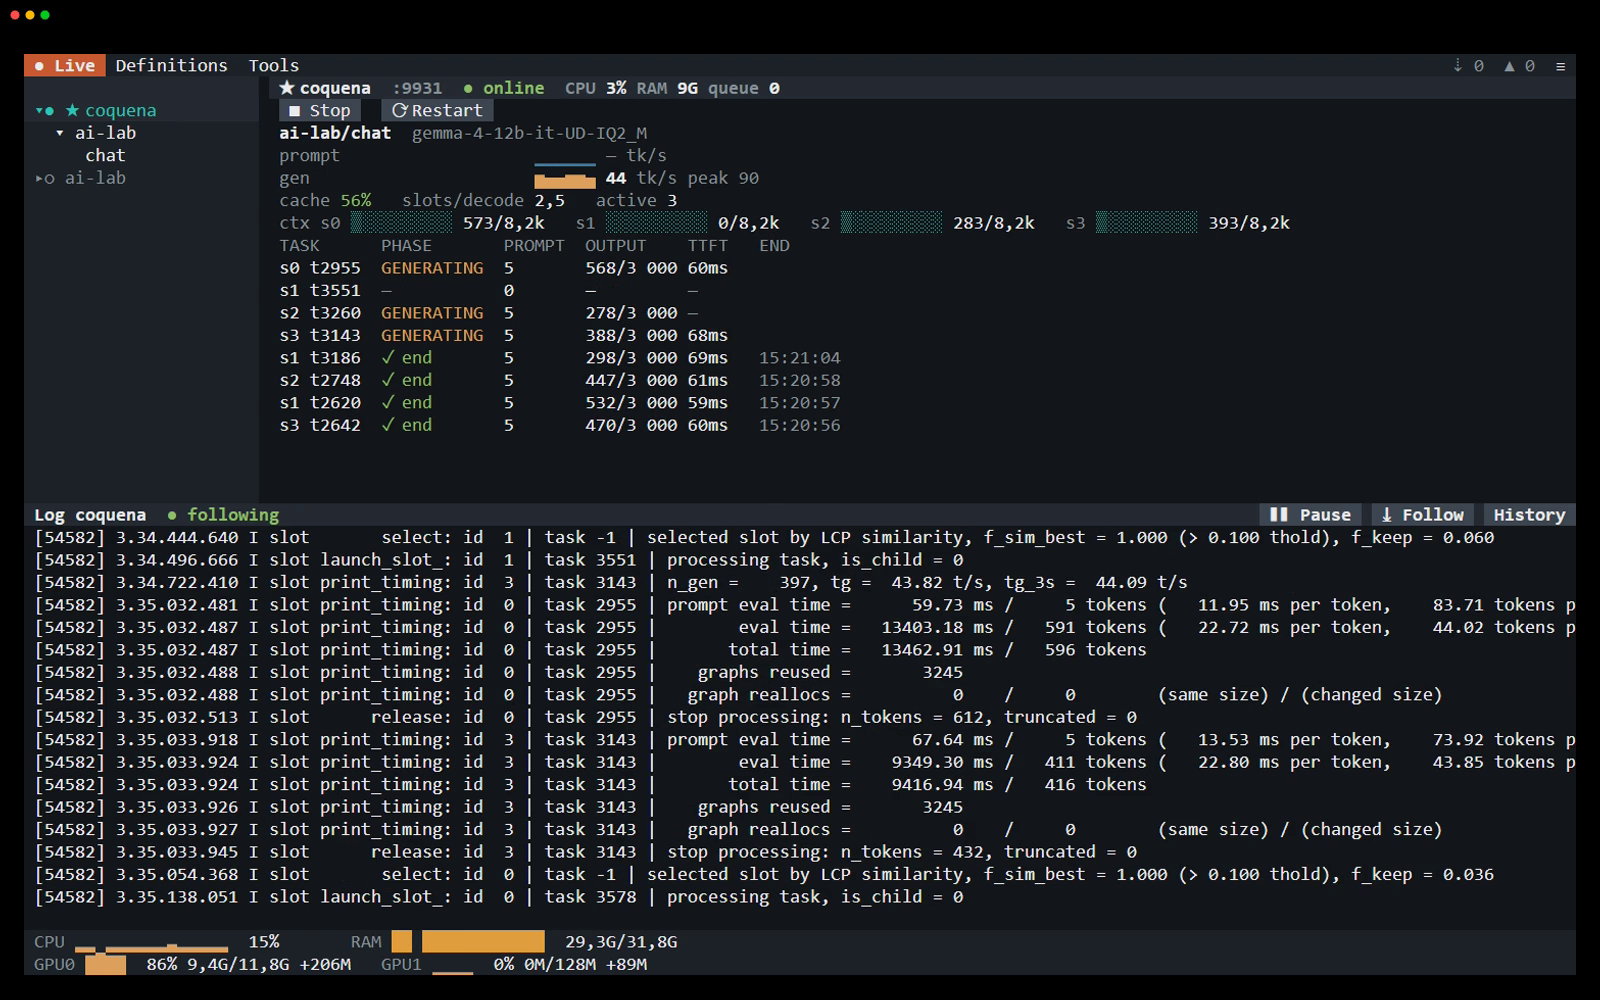 ● Live Definitions Tools ⇣ 0 ▲ 0 ≡
▾● ★ coquena
▾ ai-lab
chat
▸○ ai-lab
★ coquena :9931 ● online CPU 3% RAM 9G queue 0
■ Stop ⟳ Restart
ai-lab/chat gemma-4-12b-it-UD-IQ2_M
prompt — tk/s
gen 44 tk/s peak 90
cache 56% slots/decode 2,5 active 3
ctx s0 573/8,2k s1 0/8,2k s2 283/8,2k s3 393/8,2k
TASK PHASE PROMPT OUTPUT TTFT END
s0 t2955 GENERATING 5 568/3 000 60ms
s1 t3551 — 0 — —
s2 t3260 GENERATING 5 278/3 000 —
s3 t3143 GENERATING 5 388/3 000 68ms
s1 t3186 ✓ end 5 298/3 000 69ms 15:21:04
s2 t2748 ✓ end 5 447/3 000 61ms 15:20:58
s1 t2620 ✓ end 5 532/3 000 59ms 15:20:57
s3 t2642 ✓ end 5 470/3 000 60ms 15:20:56
Log coquena ● following ▮▮ Pause ⤓ Follow History
[54582] 3.34.444.640 I slot select: id 1 | task -1 | selected slot by LCP similarity, f_sim_best = 1.000 (> 0.100 thold), f_keep = 0.060
[54582] 3.34.496.666 I slot launch_slot_: id 1 | task 3551 | processing task, is_child = 0
[54582] 3.34.722.410 I slot print_timing: id 3 | task 3143 | n_gen = 397, tg = 43.82 t/s, tg_3s = 44.09 t/s
[54582] 3.35.032.481 I slot print_timing: id 0 | task 2955 | prompt eval time = 59.73 ms / 5 tokens ( 11.95 ms per token, 83.71 tokens p
[54582] 3.35.032.487 I slot print_timing: id 0 | task 2955 | eval time = 13403.18 ms / 591 tokens ( 22.72 ms per token, 44.02 tokens p
[54582] 3.35.032.487 I slot print_timing: id 0 | task 2955 | total time = 13462.91 ms / 596 tokens
[54582] 3.35.032.488 I slot print_timing: id 0 | task 2955 | graphs reused = 3245
[54582] 3.35.032.488 I slot print_timing: id 0 | task 2955 | graph reallocs = 0 / 0 (same size) / (changed size)
[54582] 3.35.032.513 I slot release: id 0 | task 2955 | stop processing: n_tokens = 612, truncated = 0
[54582] 3.35.033.918 I slot print_timing: id 3 | task 3143 | prompt eval time = 67.64 ms / 5 tokens ( 13.53 ms per token, 73.92 tokens p
[54582] 3.35.033.924 I slot print_timing: id 3 | task 3143 | eval time = 9349.30 ms / 411 tokens ( 22.80 ms per token, 43.85 tokens p
[54582] 3.35.033.924 I slot print_timing: id 3 | task 3143 | total time = 9416.94 ms / 416 tokens
[54582] 3.35.033.926 I slot print_timing: id 3 | task 3143 | graphs reused = 3245
[54582] 3.35.033.927 I slot print_timing: id 3 | task 3143 | graph reallocs = 0 / 0 (same size) / (changed size)
[54582] 3.35.033.945 I slot release: id 3 | task 3143 | stop processing: n_tokens = 432, truncated = 0
[54582] 3.35.054.368 I slot select: id 0 | task -1 | selected slot by LCP similarity, f_sim_best = 1.000 (> 0.100 thold), f_keep = 0.036
[54582] 3.35.138.051 I slot launch_slot_: id 0 | task 3578 | processing task, is_child = 0
CPU 15% RAM 29,3G/31,8G
GPU0 86% 9,4G/11,8G +206M GPU1 0% 0M/128M +89M